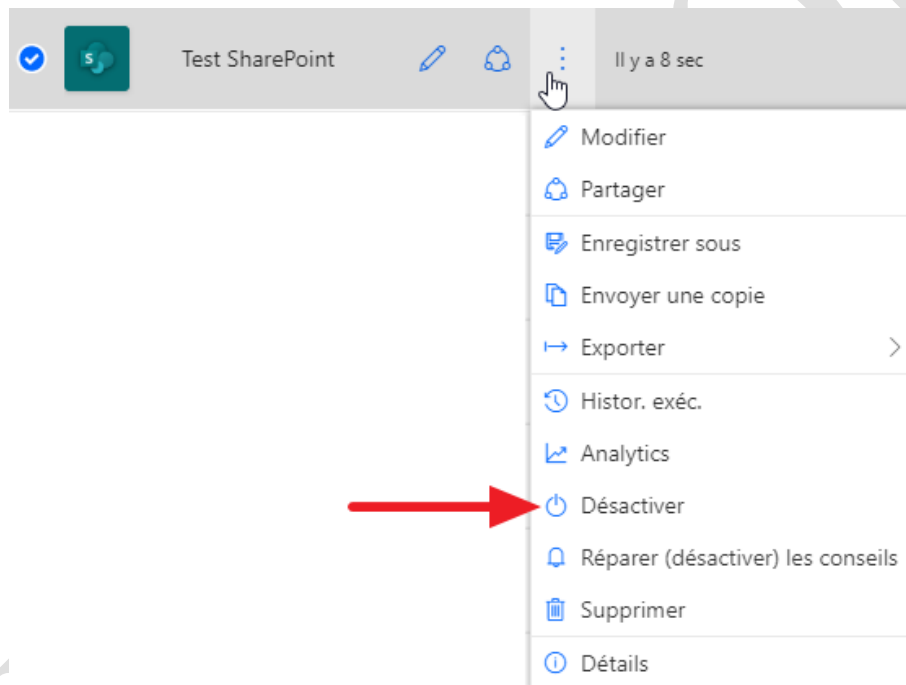 S
Test SharePoint
Il y a 8 sec
Modifier
Partager
Enregistrer sous
Envoyer une copie
Exporter
Histor. exéc.
Analytics
Désactiver
Réparer (désactiver) les conseils
Supprimer
Détails